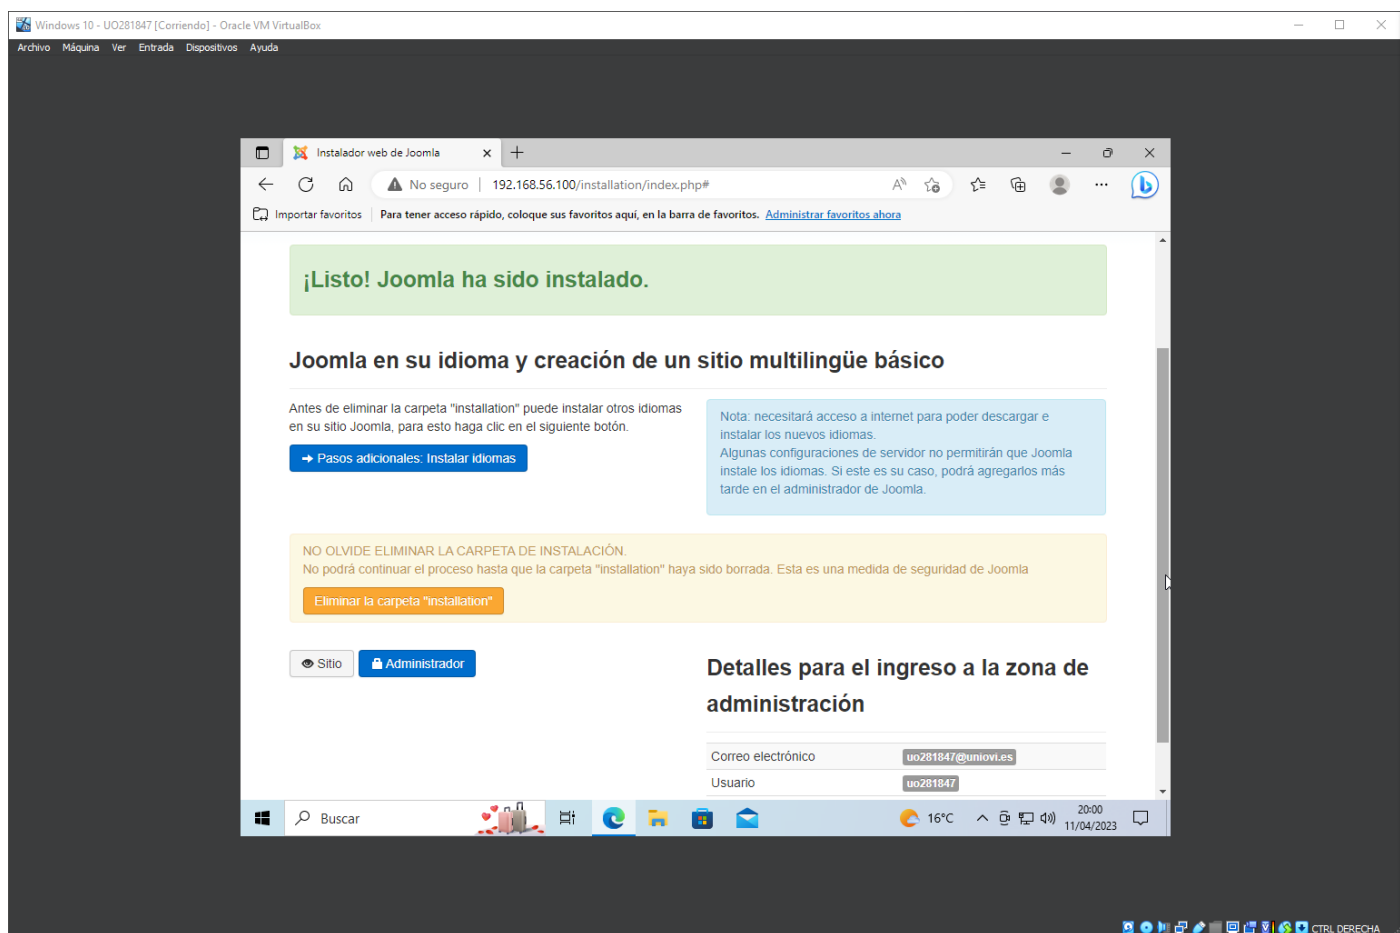 Windows 10 - UO281847 [Corriendo] - Oracle VM VirtualBox
Archivo Máquina Ver Entrada Dispositivos Ayuda
Instalador web de Joomla
No seguro | 192.168.56.100/installation/index.php#
Importar favoritos | Para tener acceso rápido, coloque sus favoritos aquí, en la barra de favoritos. Administrar favoritos ahora
¡Listo! Joomla ha sido instalado.
Joomla en su idioma y creación de un sitio multilingüe básico
Antes de eliminar la carpeta "installation" puede instalar otros idiomas
en su sitio Joomla, para esto haga clic en el siguiente botón.
Pasos adicionales: Instalar idiomas
Nota: necesitará acceso a internet para poder descargar e
instalar los nuevos idiomas.
Algunas configuraciones de servidor no permitirán que Joomla
instale los idiomas. Si este es su caso, podrá agregarlos más
tarde en el administrador de Joomla.
NO OLVIDE ELIMINAR LA CARPETA DE INSTALACIÓN.
No podrá continuar el proceso hasta que la carpeta "installation" haya sido borrada. Esta es una medida de seguridad de Joomla
Eliminar la carpeta "installation"
Sitio
Administrador
Detalles para el ingreso a la zona de
administración
Correo electrónico uo281847@uniovi.es
Usuario uo281847
Buscar
16°C
20:00
11/04/2023
CTRL DERECHA